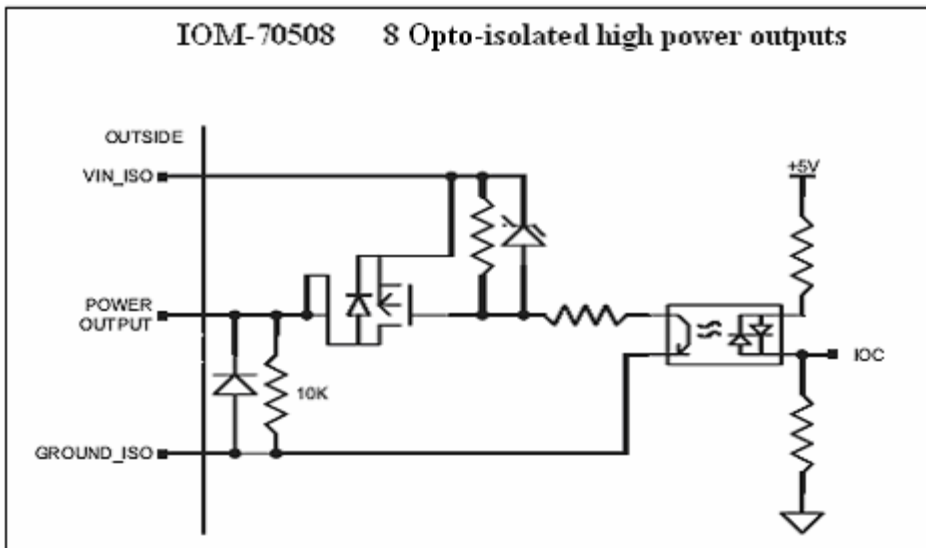 IOM-70508 8 Opto-isolated high power outputs
OUTSIDE
VIN_ISO
+5V
POWER
OUTPUT
IOC
10K
GROUND_ISO